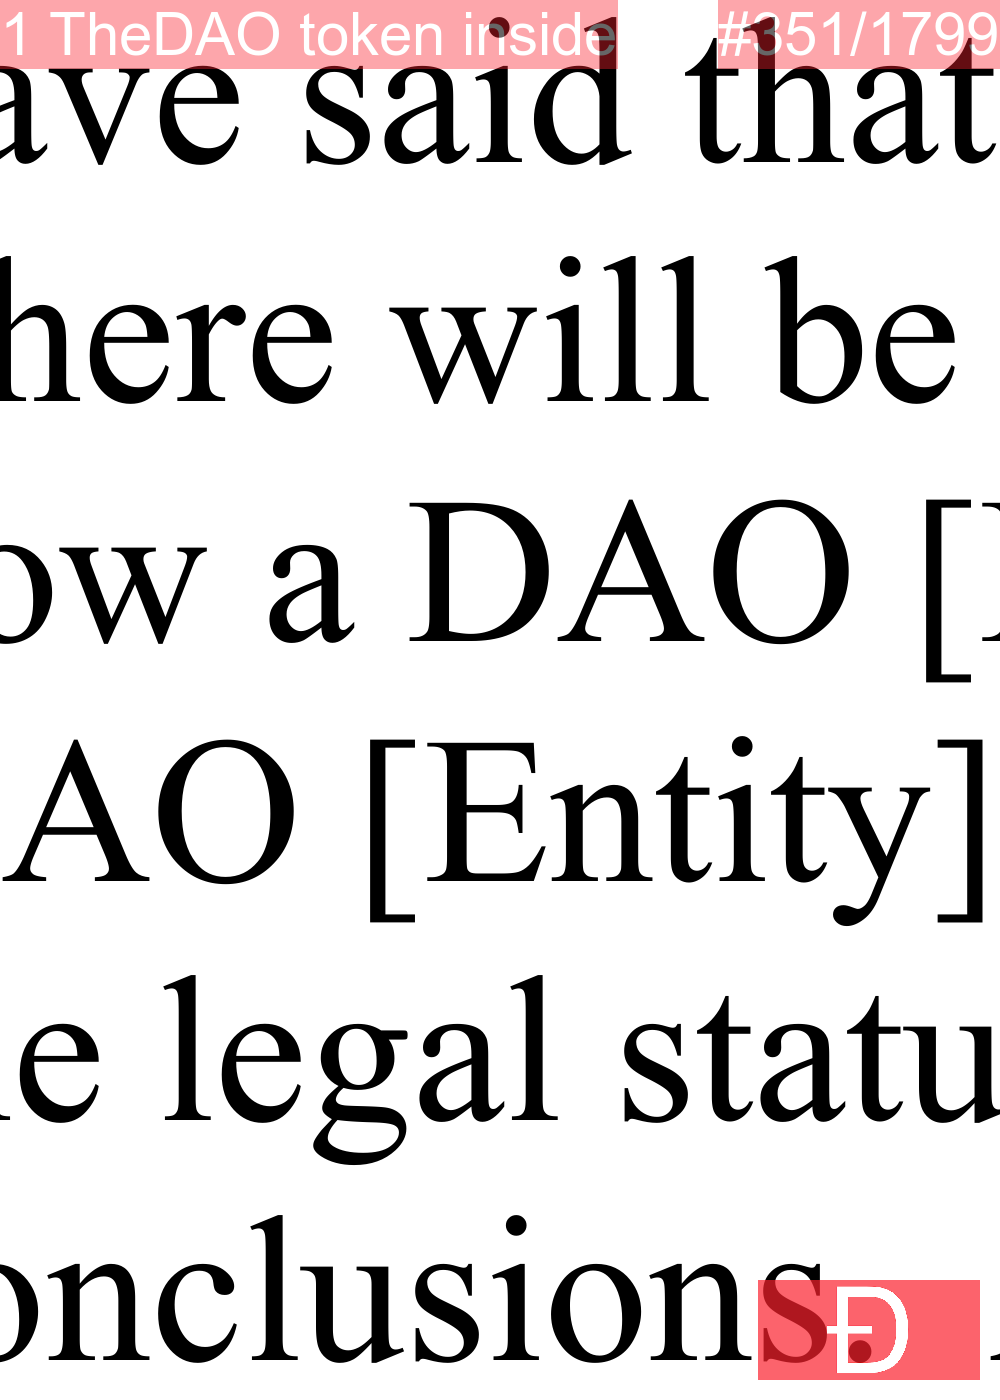 1 TheDAO token inside #351/1799
ave said that
here will be
ow a DAO [
AO [Entity]
e legal statu
onclusions.
Đ